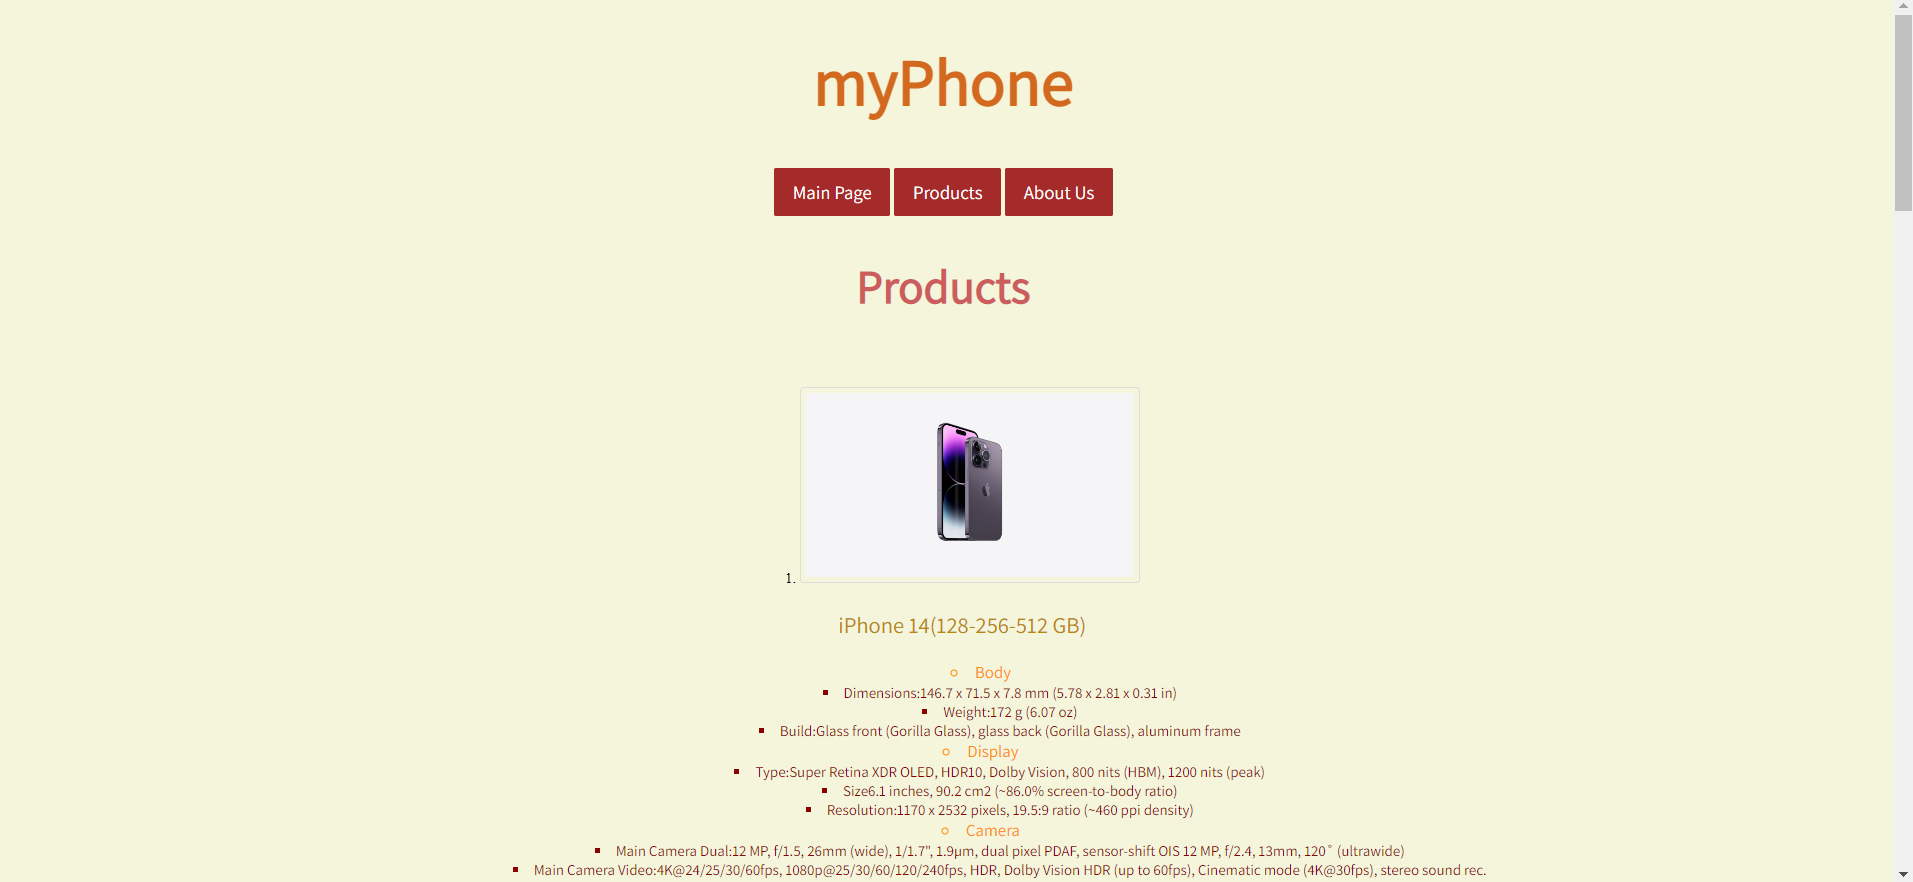 myPhone
Main Page Products About Us
Products
1.
iPhone 14(128-256-512 GB)
Body
Dimensions:146.7 x 71.5 x 7.8 mm (5.78 x 2.81 x 0.31 in)
Weight:172 g (6.07 oz)
Build:Glass front (Gorilla Glass), glass back (Gorilla Glass), aluminum frame
Display
Type:Super Retina XDR OLED, HDR10, Dolby Vision, 800 nits (HBM), 1200 nits (peak)
Size6.1 inches, 90.2 cm2 (~86.0% screen-to-body ratio)
Resolution:1170 x 2532 pixels, 19.5:9 ratio (~460 ppi density)
Camera
Main Camera Dual:12 MP, f/1.5, 26mm (wide), 1/1.7", 1.9µm, dual pixel PDAF, sensor-shift OIS 12 MP, f/2.4, 13mm, 120˚ (ultrawide)
Main Camera Video:4K@24/25/30/60fps, 1080p@25/30/60/120/240fps, HDR, Dolby Vision HDR (up to 60fps), Cinematic mode (4K@30fps), stereo sound rec.